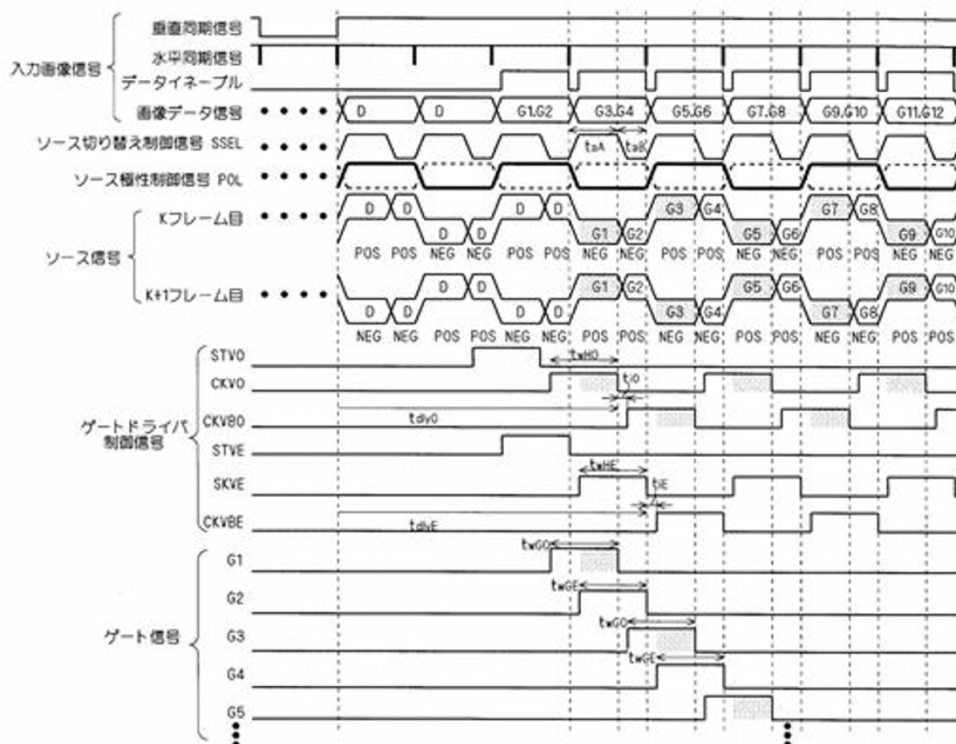 垂直同期信号
水平同期信号
入力画像信号
データイネーブル
画像データ信号 D D G1.G2 G3.G4 G5.G6 G7.G8 G9.G10 G11.G12
ソース切り替え制御信号 SSEL taA taB
ソース極性制御信号 POL
Kフレーム目 D D D D G3 G4 G7 G8
D D G1 G2 G5 G6 G9 G10
POS POS NEG NEG POS POS NEG NEG POS POS NEG NEG POS POS NEG NEG
ソース信号
K+1フレーム目 D D G1 G2 G5 G6 G9 G10
D D D D G3 G4 G7 G8
NEG NEG POS POS NEG NEG POS POS NEG NEG POS POS NEG NEG POS POS
STVO twHO
CKVO tiO
CKVBO tdlyO
ゲートドライバ
制御信号
STVE
twHE
SKVE tiE
CKVBE tdlyE
twGO
G1
twGE
G2
twGO
G3
ゲート信号
twGE
G4
G5